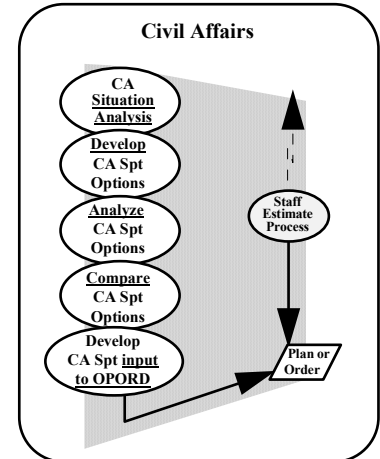 Civil Affairs
CA
Situation
Analysis
Develop
CA Spt
Options
Analyze
CA Spt
Options
Compare
CA Spt
Options
Develop
CA Spt input
to OPORD
Staff
Estimate
Process
Plan or
Order